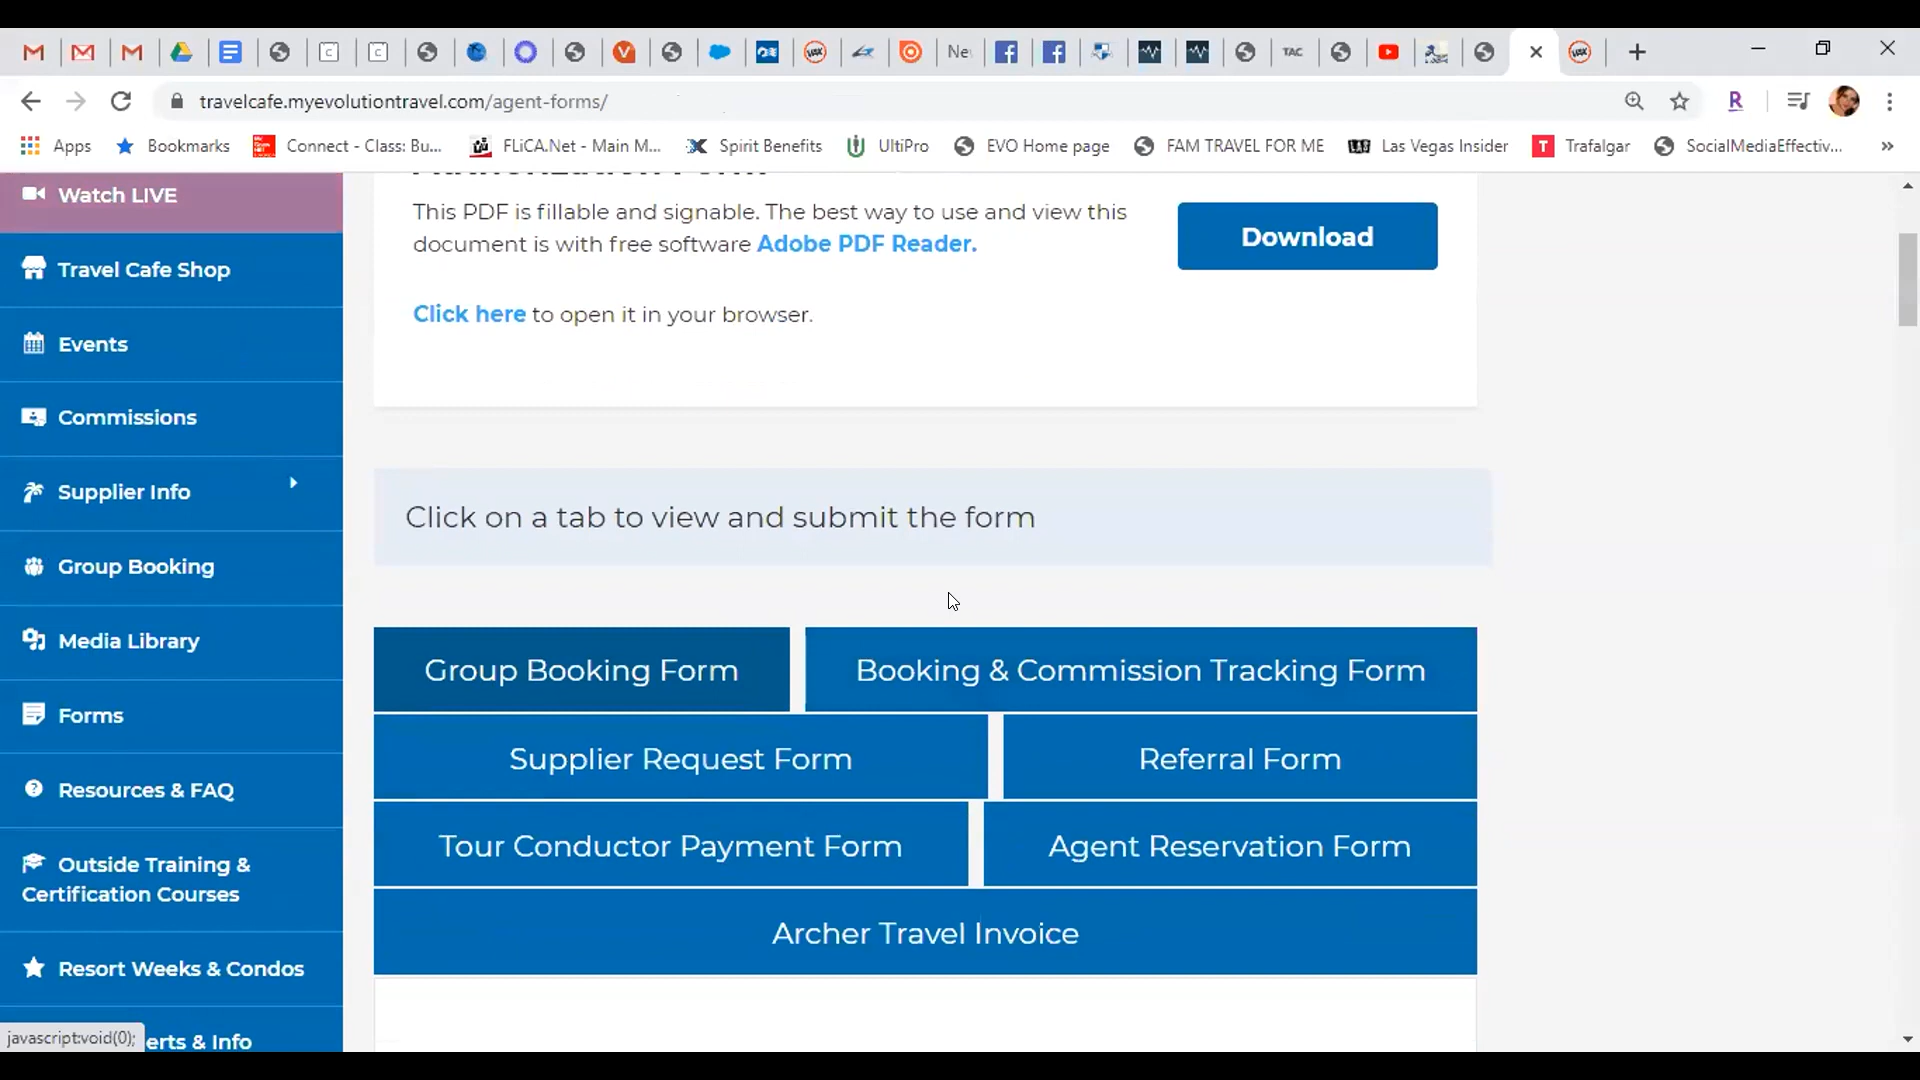 Ne
TAC
travelcafe.myevolutiontravel.com/agent-forms/
R
Apps
Bookmarks
Connect - Class: Bu...
FLiCA.Net - Main M...
Spirit Benefits
UltiPro
EVO Home page
FAM TRAVEL FOR ME
Las Vegas Insider
Trafalgar
SocialMediaEffectiv...
Watch LIVE
Travel Cafe Shop
Events
Commissions
Supplier Info
Group Booking
Media Library
Forms
Resources & FAQ
Outside Training &
Certification Courses
Resort Weeks & Condos
erts & Info
javascript:void(0);
This PDF is fillable and signable. The best way to use and view this
document is with free software Adobe PDF Reader.
Click here to open it in your browser.
Download
Click on a tab to view and submit the form
Group Booking Form
Booking & Commission Tracking Form
Supplier Request Form
Referral Form
Tour Conductor Payment Form
Agent Reservation Form
Archer Travel Invoice